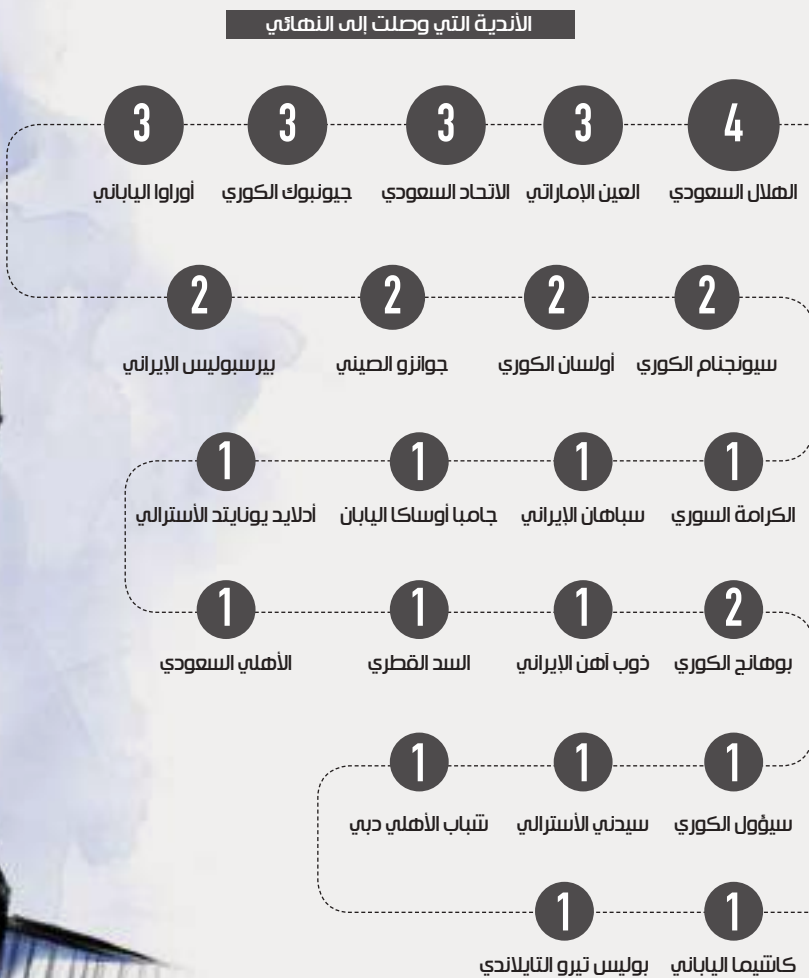 الأندية التي وصلت إلى النهائي
4 3 3 3 3
الهلال السعودي العين الإماراتي الاتحاد السعودي جيونبوك الكوري أوراوا الياباني
2 2 2 2
سيونجنام الكوري أولسان الكوري جوانزو الصيني بيرسبوليس الإيراني
1 1 1 1
الكرامة السوري سباهان الإيراني جامبا أوساكا اليابان أدلايد يونايتد الأسترالي
2 1 1 1
بوهانج الكوري ذوب آهن الإيراني السد القطري الأهلي السعودي
1 1 1
سيؤول الكوري سيدني الأسترالي شباب الأهلي دبي
1 1
كاشيما الياباني بوليس تيرو التايلاندي